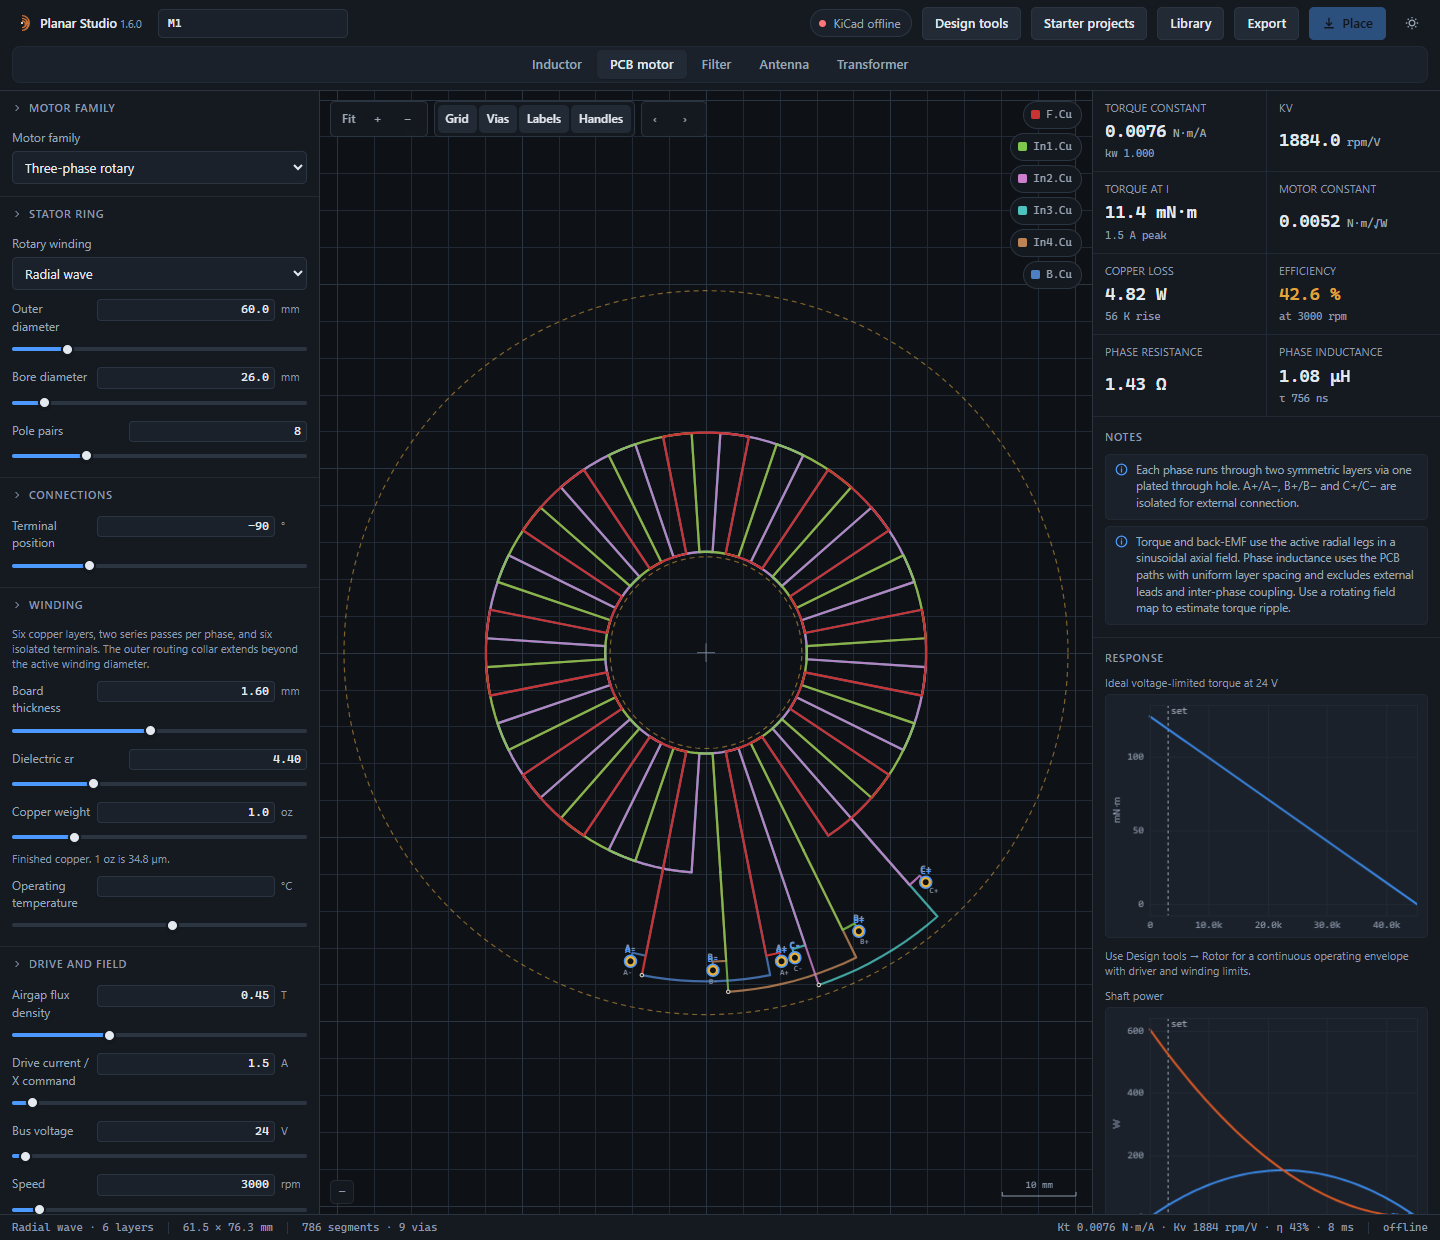 Planar Studio 1.6.0
M1
KiCad offline
Design tools
Starter projects
Library
Export
Place
Inductor
PCB motor
Filter
Antenna
Transformer
MOTOR FAMILY
Motor family
Three-phase rotary
STATOR RING
Rotary winding
Radial wave
Outer diameter 60.0 mm
Bore diameter 26.0 mm
Pole pairs 8
CONNECTIONS
Terminal position −90 °
WINDING
Six copper layers, two series passes per phase, and six
isolated terminals. The outer routing collar extends beyond
the active winding diameter.
Board thickness 1.60 mm
Dielectric εr 4.40
Copper weight 1.0 oz
Finished copper. 1 oz is 34.8 µm.
Operating temperature °C
DRIVE AND FIELD
Airgap flux density 0.45 T
Drive current / X command 1.5 A
Bus voltage 24 V
Speed 3000 rpm
Fit + −
Grid Vias Labels Handles
‹ ›
F.Cu
In1.Cu
In2.Cu
In3.Cu
In4.Cu
B.Cu
C+
B+
A-
A+
C-
10 mm
−
TORQUE CONSTANT
0.0076 N·m/A
kw 1.000
KV
1884.0 rpm/V
TORQUE AT I
11.4 mN·m
1.5 A peak
MOTOR CONSTANT
0.0052 N·m/√W
COPPER LOSS
4.82 W
56 K rise
EFFICIENCY
42.6 %
at 3000 rpm
PHASE RESISTANCE
1.43 Ω
PHASE INDUCTANCE
1.08 µH
τ 756 ns
NOTES
Each phase runs through two symmetric layers via one
plated through hole. A+/A−, B+/B− and C+/C− are
isolated for external connection.
Torque and back-EMF use the active radial legs in a
sinusoidal axial field. Phase inductance uses the PCB
paths with uniform layer spacing and excludes external
leads and inter-phase coupling. Use a rotating field
map to estimate torque ripple.
RESPONSE
Ideal voltage-limited torque at 24 V
set
100
50
0
mN·m
0 10.0k 20.0k 30.0k 40.0k
Use Design tools → Rotor for a continuous operating envelope
with driver and winding limits.
Shaft power
set
600
400
200
W
Radial wave · 6 layers
61.5 × 76.3 mm
786 segments · 9 vias
Kt 0.0076 N·m/A · Kv 1884 rpm/V · η 43% · 8 ms
offline